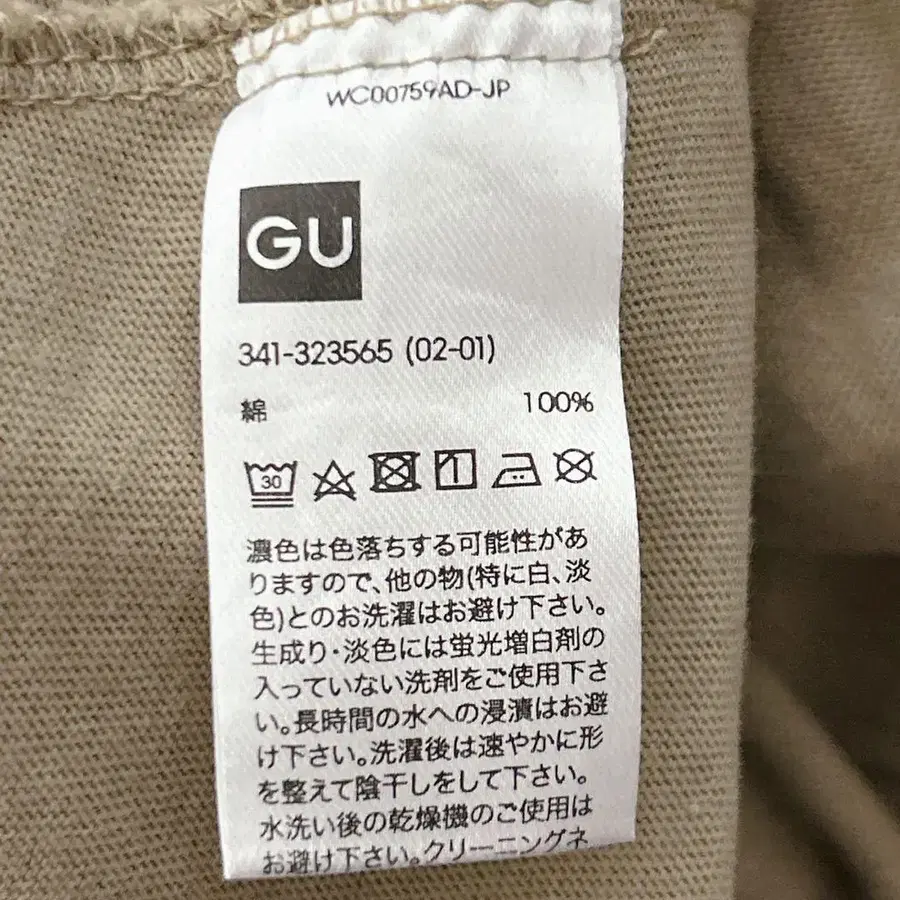 WC00759AD-JP
GU
341-323565 (02-01)
綿 100%
30
濃色は色落ちする可能性があ
りますので、他の物(特に白、淡
色)とのお洗濯はお避け下さい。
生成り・淡色には蛍光増白剤の
入っていない洗剤をご使用下さ
い。長時間の水への浸漬はお避
け下さい。洗濯後は速やかに形
を整えて陰干しをして下さい。
水洗い後の乾燥機のご使用は
お避け下さい。クリーニングネ